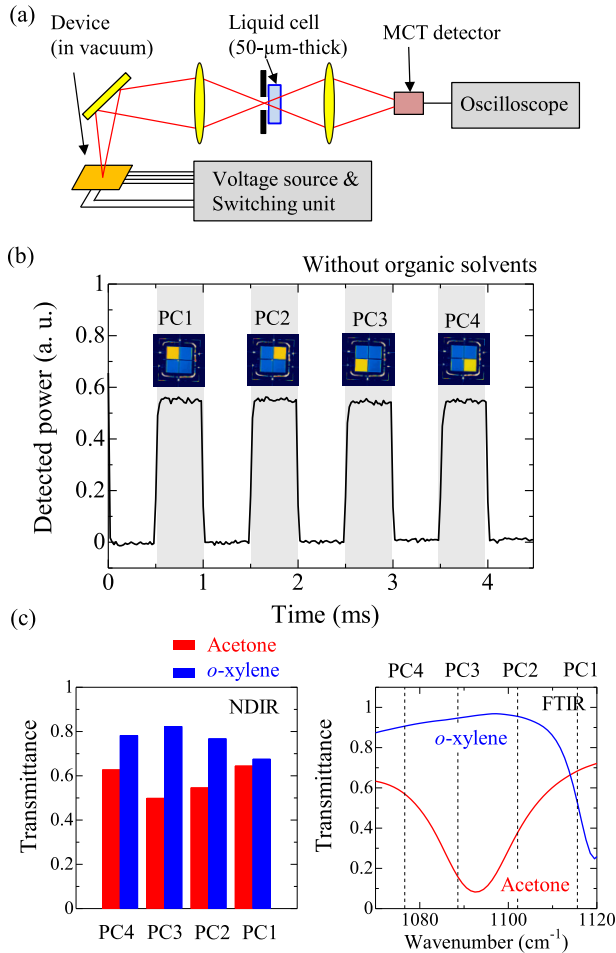 (a)
Device
(in vacuum)
Liquid cell
(50-μm-thick)
MCT detector
Oscilloscope
Voltage source &
Switching unit
(b)
Without organic solvents
PC1 PC2 PC3 PC4
Detected power (a. u.)
1
0.8
0.6
0.4
0.2
0
0 1 2 3 4
Time (ms)
(c)
Acetone
o-xylene
NDIR
Transmittance
1
0.8
0.6
0.4
0.2
0
PC4 PC3 PC2 PC1
PC4 PC3 PC2 PC1
FTIR
o-xylene
Acetone
Transmittance
1
0.8
0.6
0.4
0.2
0
1080 1100 1120
Wavenumber (cm⁻¹)